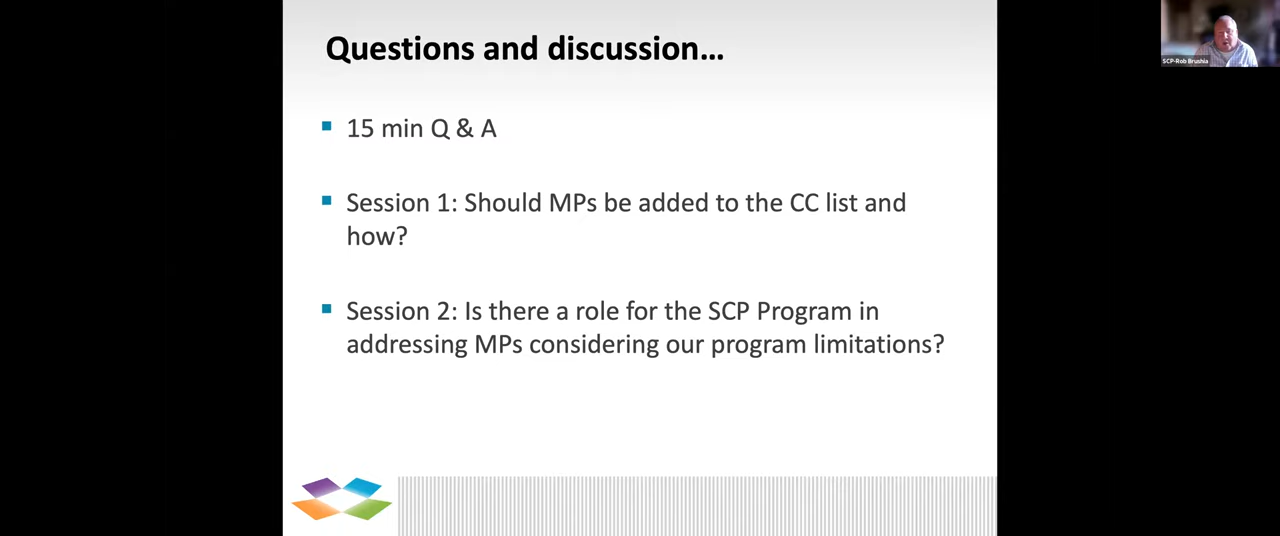 Questions and discussion...
SCP-Rob Brushia
▪ 15 min Q & A
▪ Session 1: Should MPs be added to the CC list and
how?
▪ Session 2: Is there a role for the SCP Program in
addressing MPs considering our program limitations?